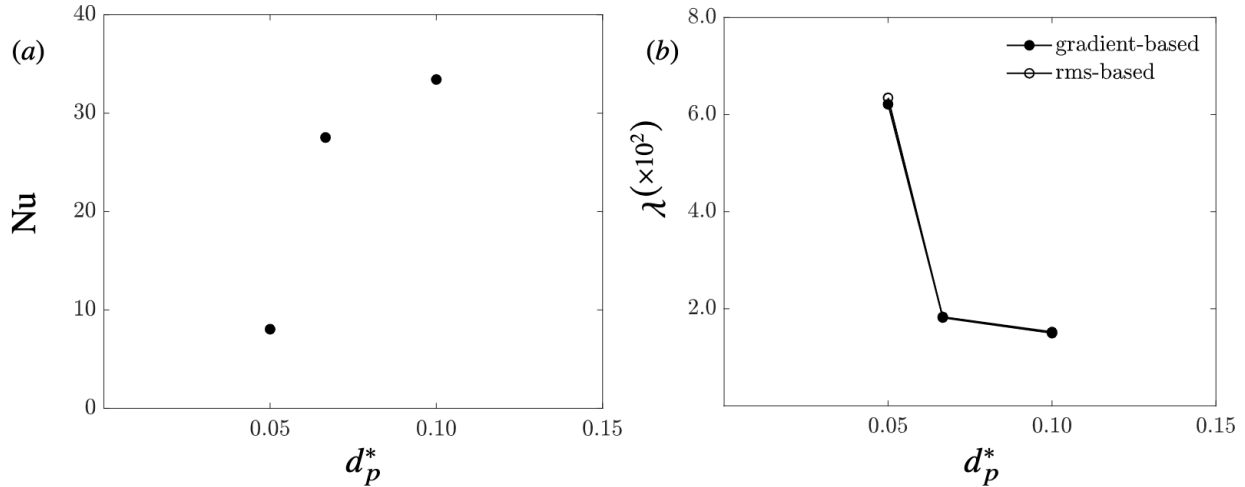 (a)
40
30
20
10
0
Nu
0.05
0.10
0.15
d*p
(b)
8.0
6.0
4.0
2.0
λ(×10²)
gradient-based
rms-based
0.05
0.10
0.15
d*p